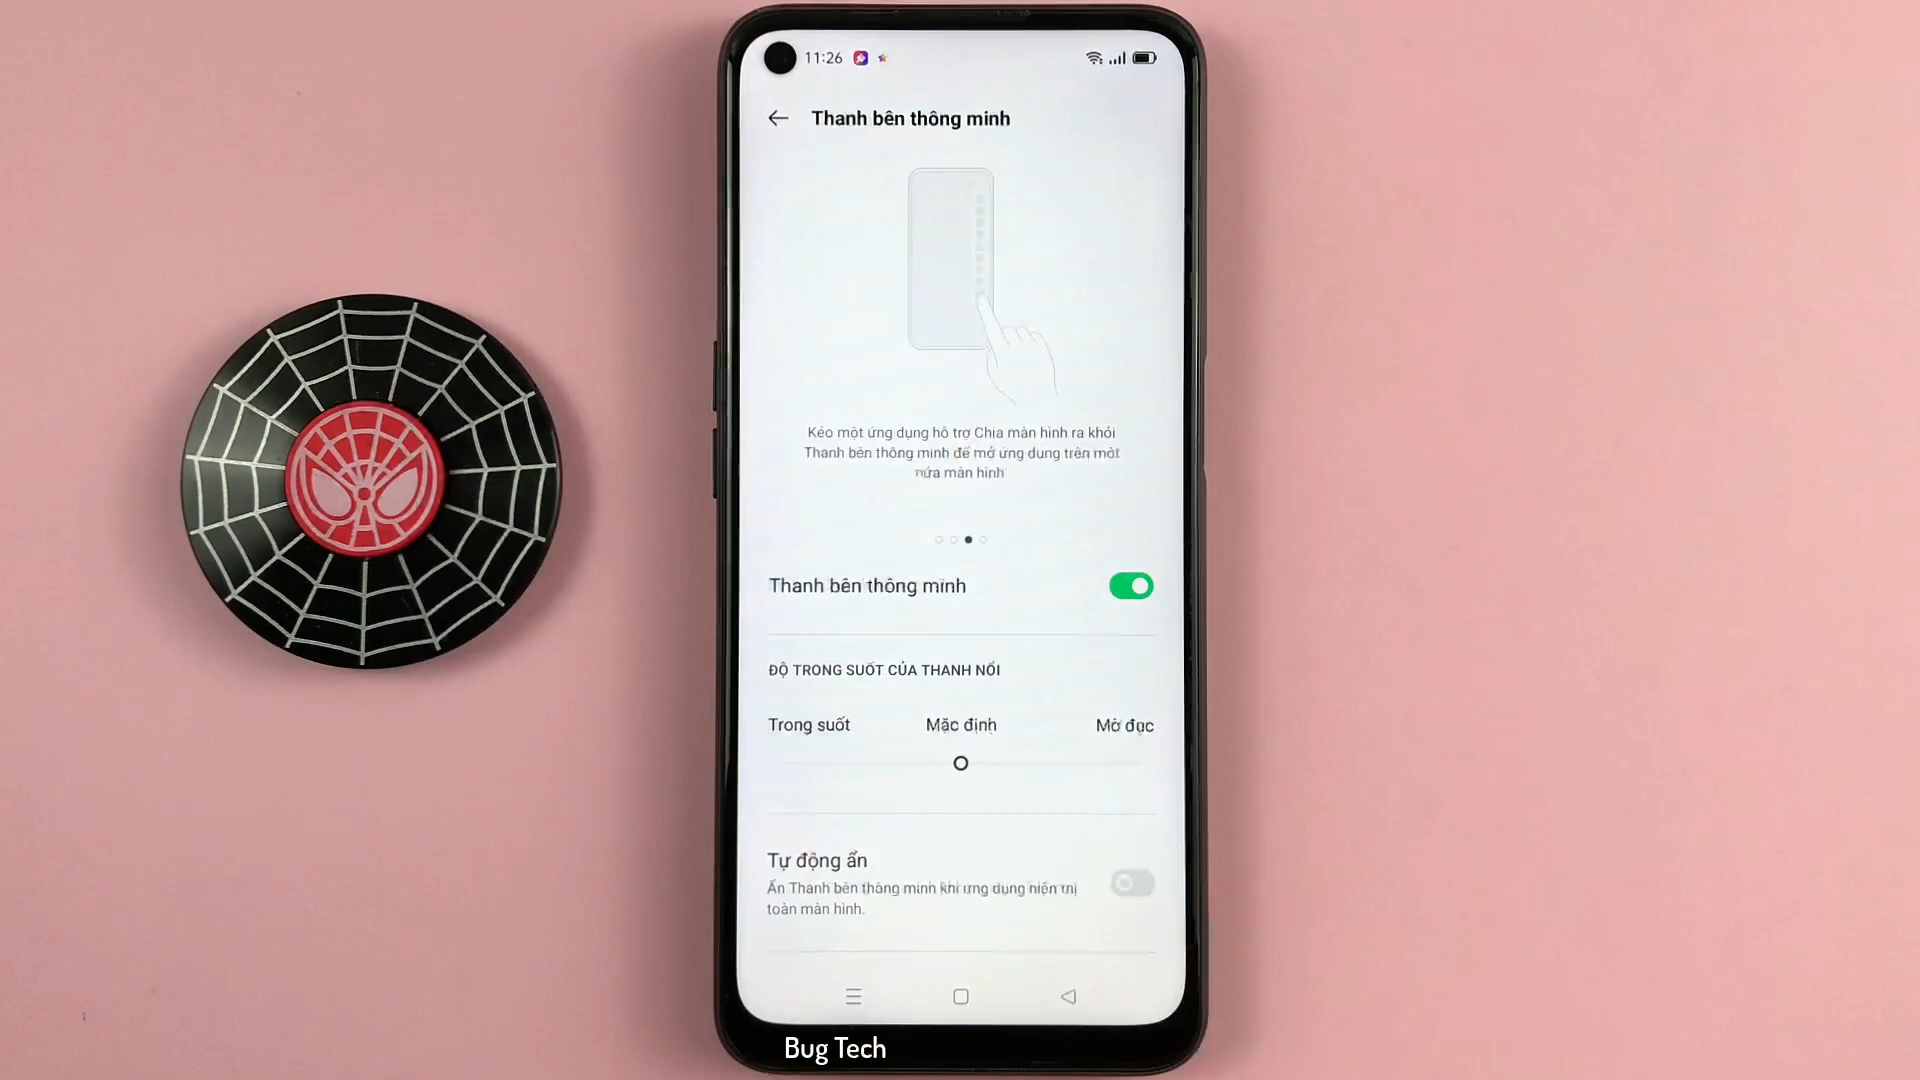 11:26
Thanh bên thông minh
Kéo một ứng dụng hỗ trợ Chia màn hình ra khỏi
Thanh bên thông minh để mở ứng dụng trên một
nửa màn hình
Thanh bên thông minh
ĐỘ TRONG SUỐT CỦA THANH NỔI
Trong suốt
Mặc định
Mờ đục
Tự động ẩn
Ẩn Thanh bên thông minh khi ứng dụng hiện thị
toàn màn hình.
Bug Tech